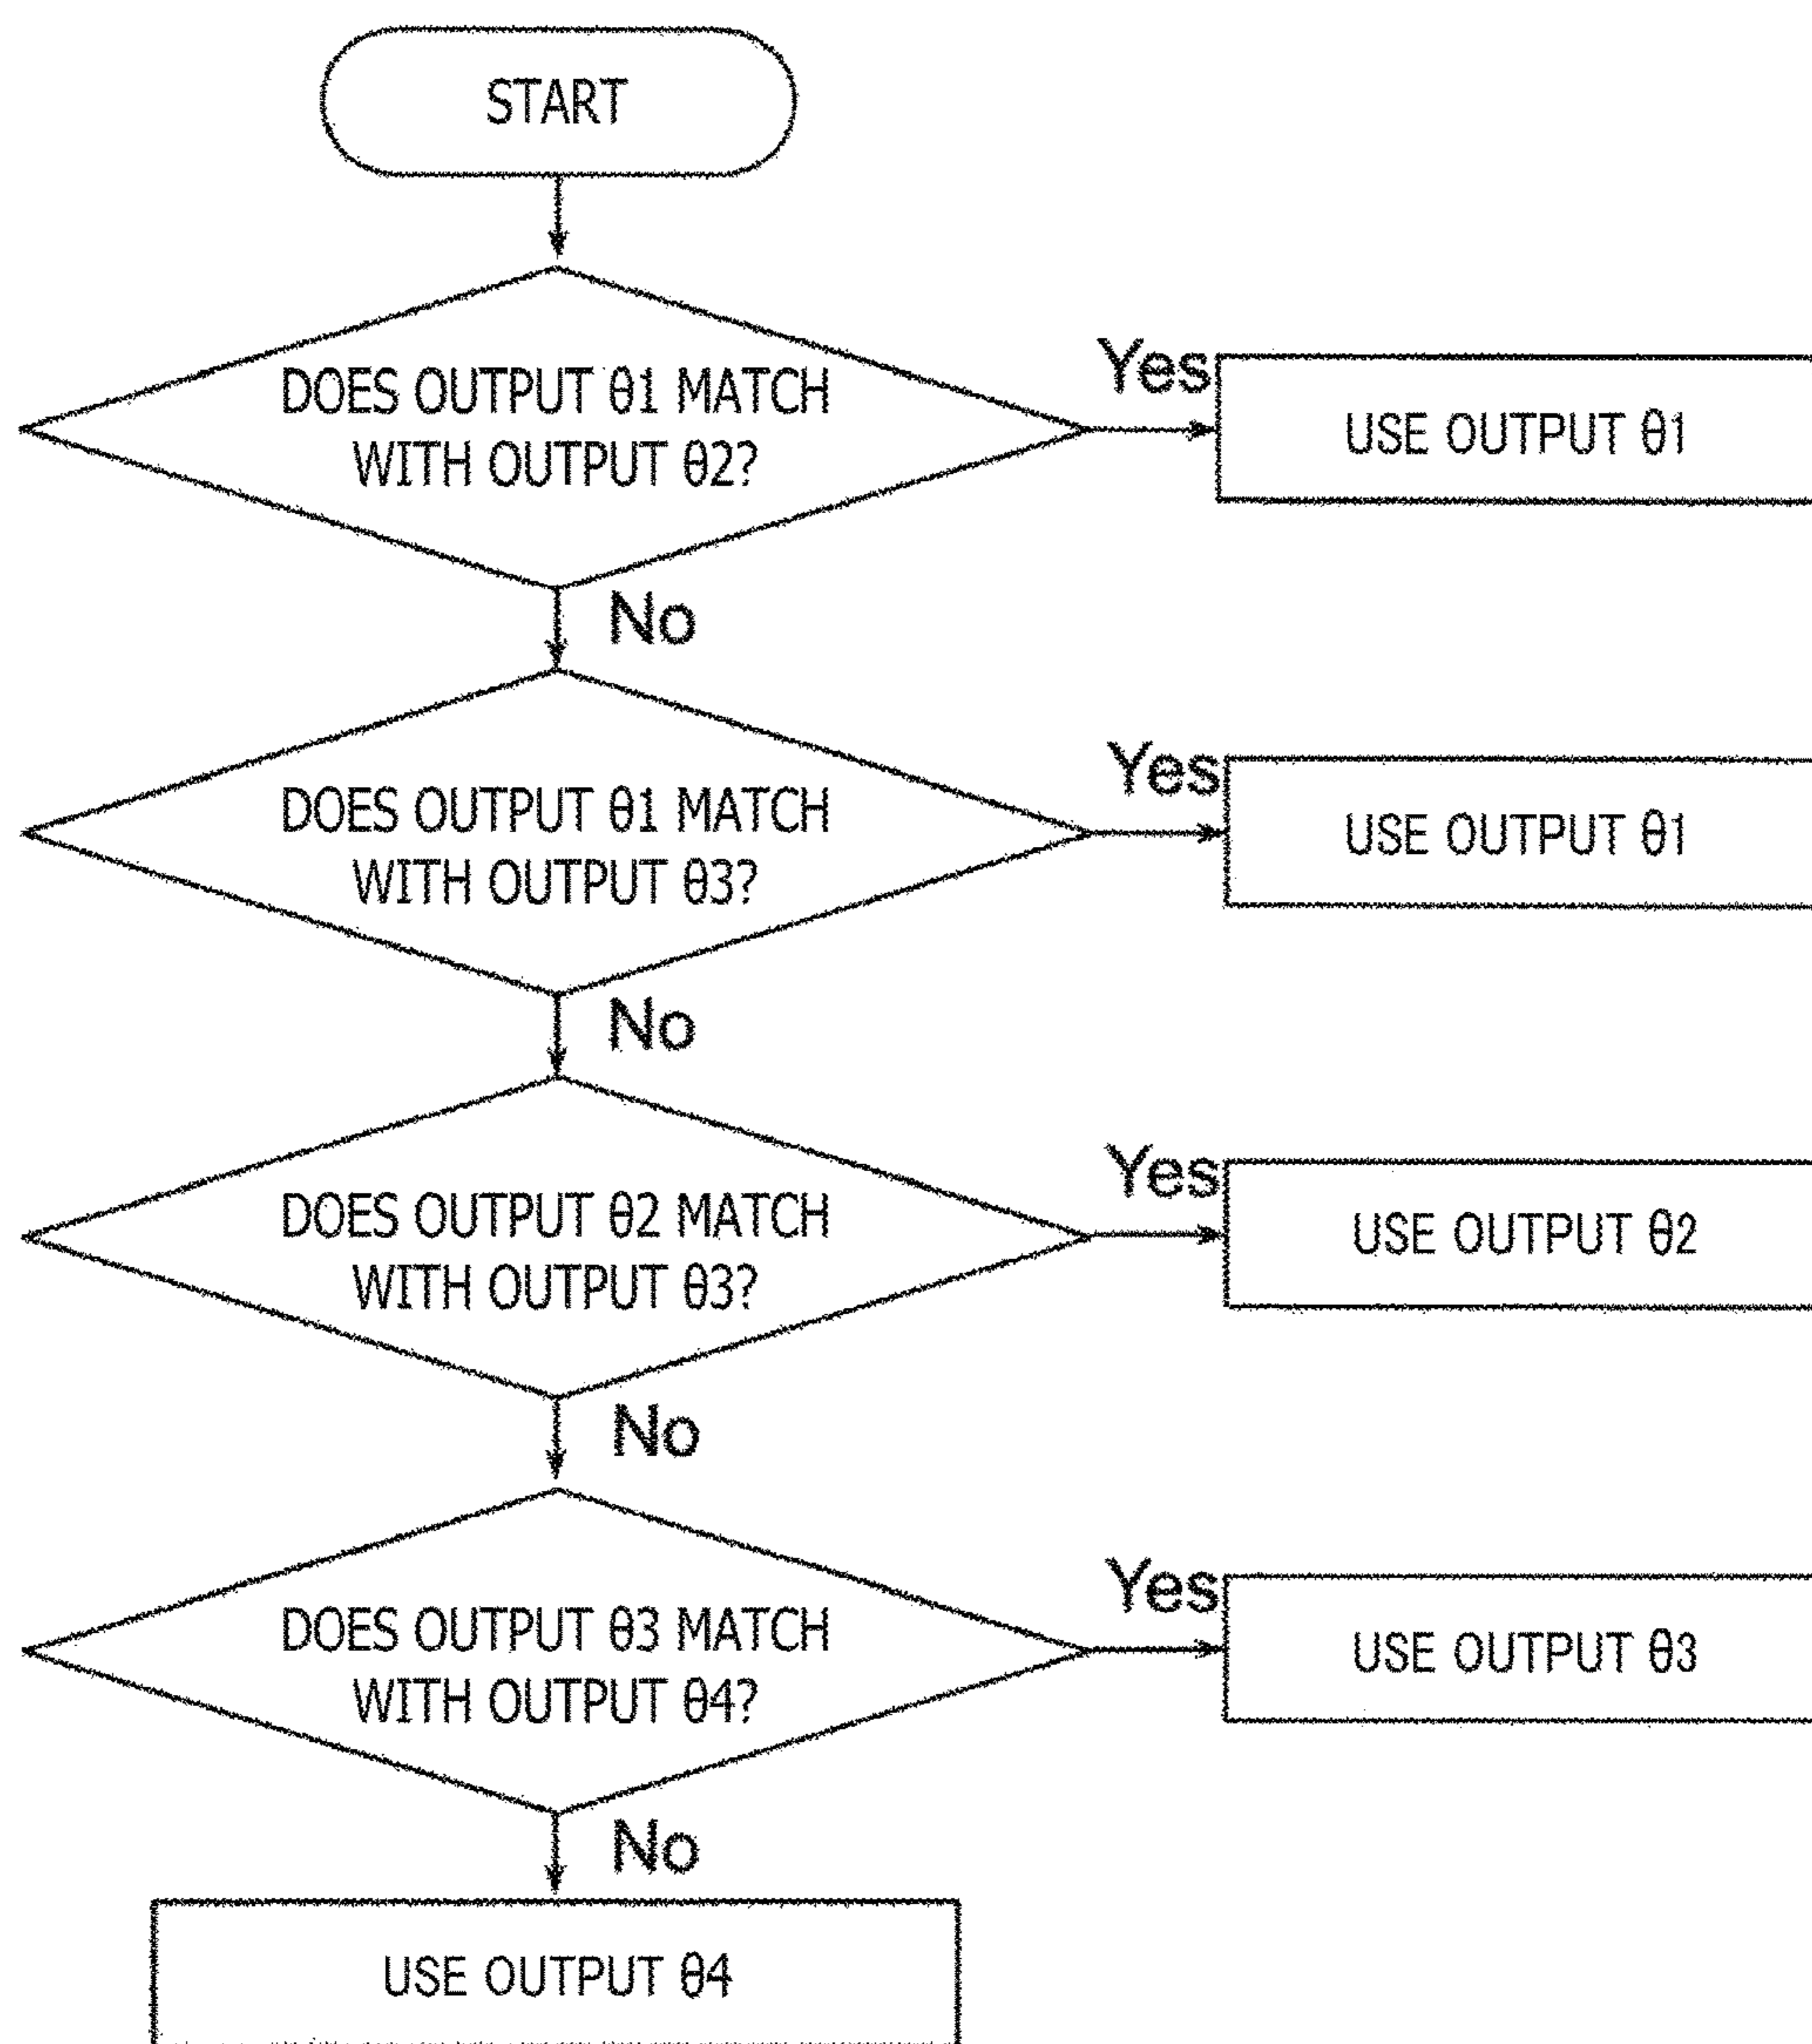 START
DOES OUTPUT θ1 MATCH
WITH OUTPUT θ2?
Yes
USE OUTPUT θ1
No
DOES OUTPUT θ1 MATCH
WITH OUTPUT θ3?
Yes
USE OUTPUT θ1
No
DOES OUTPUT θ2 MATCH
WITH OUTPUT θ3?
Yes
USE OUTPUT θ2
No
DOES OUTPUT θ3 MATCH
WITH OUTPUT θ4?
Yes
USE OUTPUT θ3
No
USE OUTPUT θ4